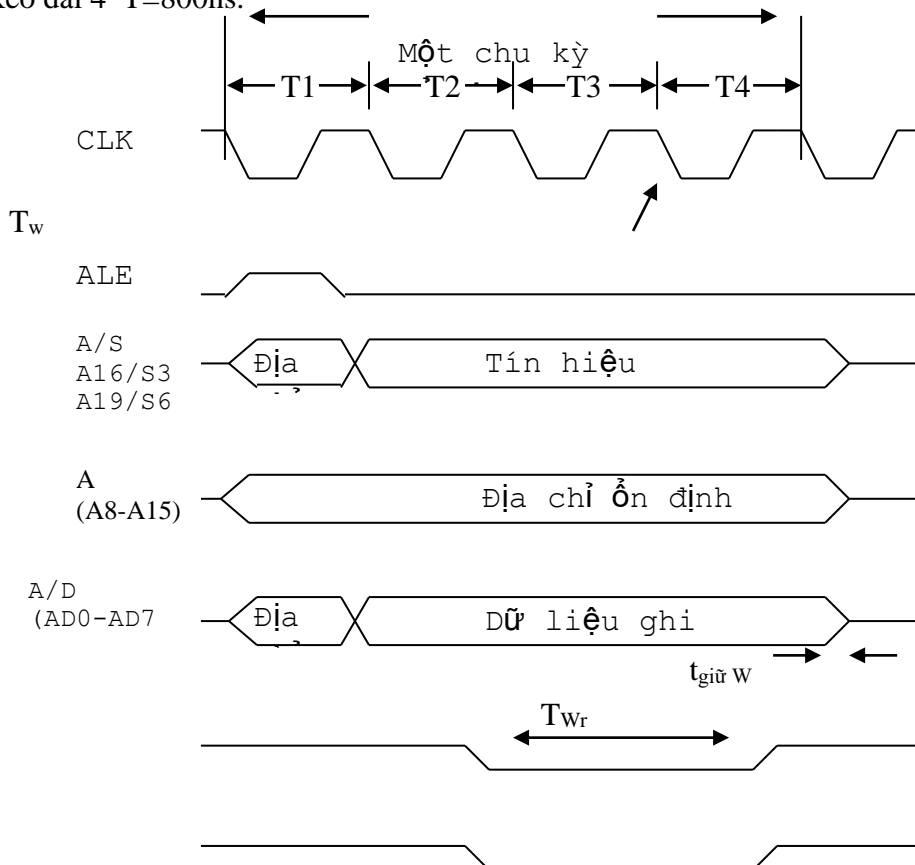 kéo dài 4*T=800ns.
Một chu kỳ
T1 T2 T3 T4
CLK
Tw
ALE
A/S
A16/S3
A19/S6
Địa
Tín hiệu
A
(A8-A15)
Địa chỉ ổn định
A/D
(AD0-AD7
Địa
Dữ liệu ghi
tgiữ W
TWr